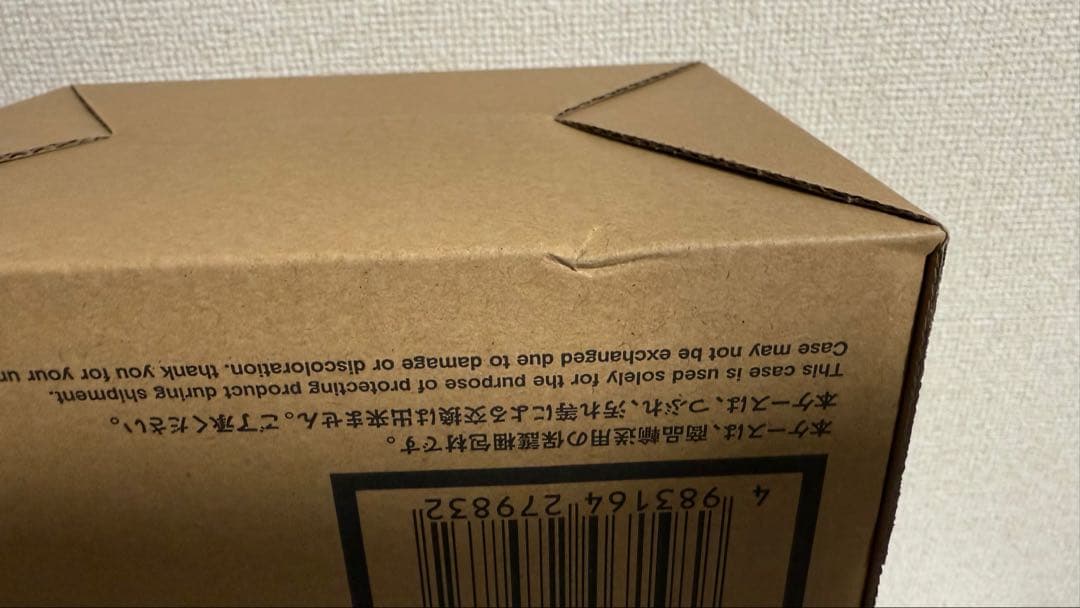 本ケースは、商品輸送用の保護梱包材です。
本ケースは、つぶれ、汚れ等による交換は出来ません。ご了承ください。
This case is used solely for the purpose of protecting product during shipment.
Case may not be exchanged due to damage or discoloration. thank you for your
4 983164 279832